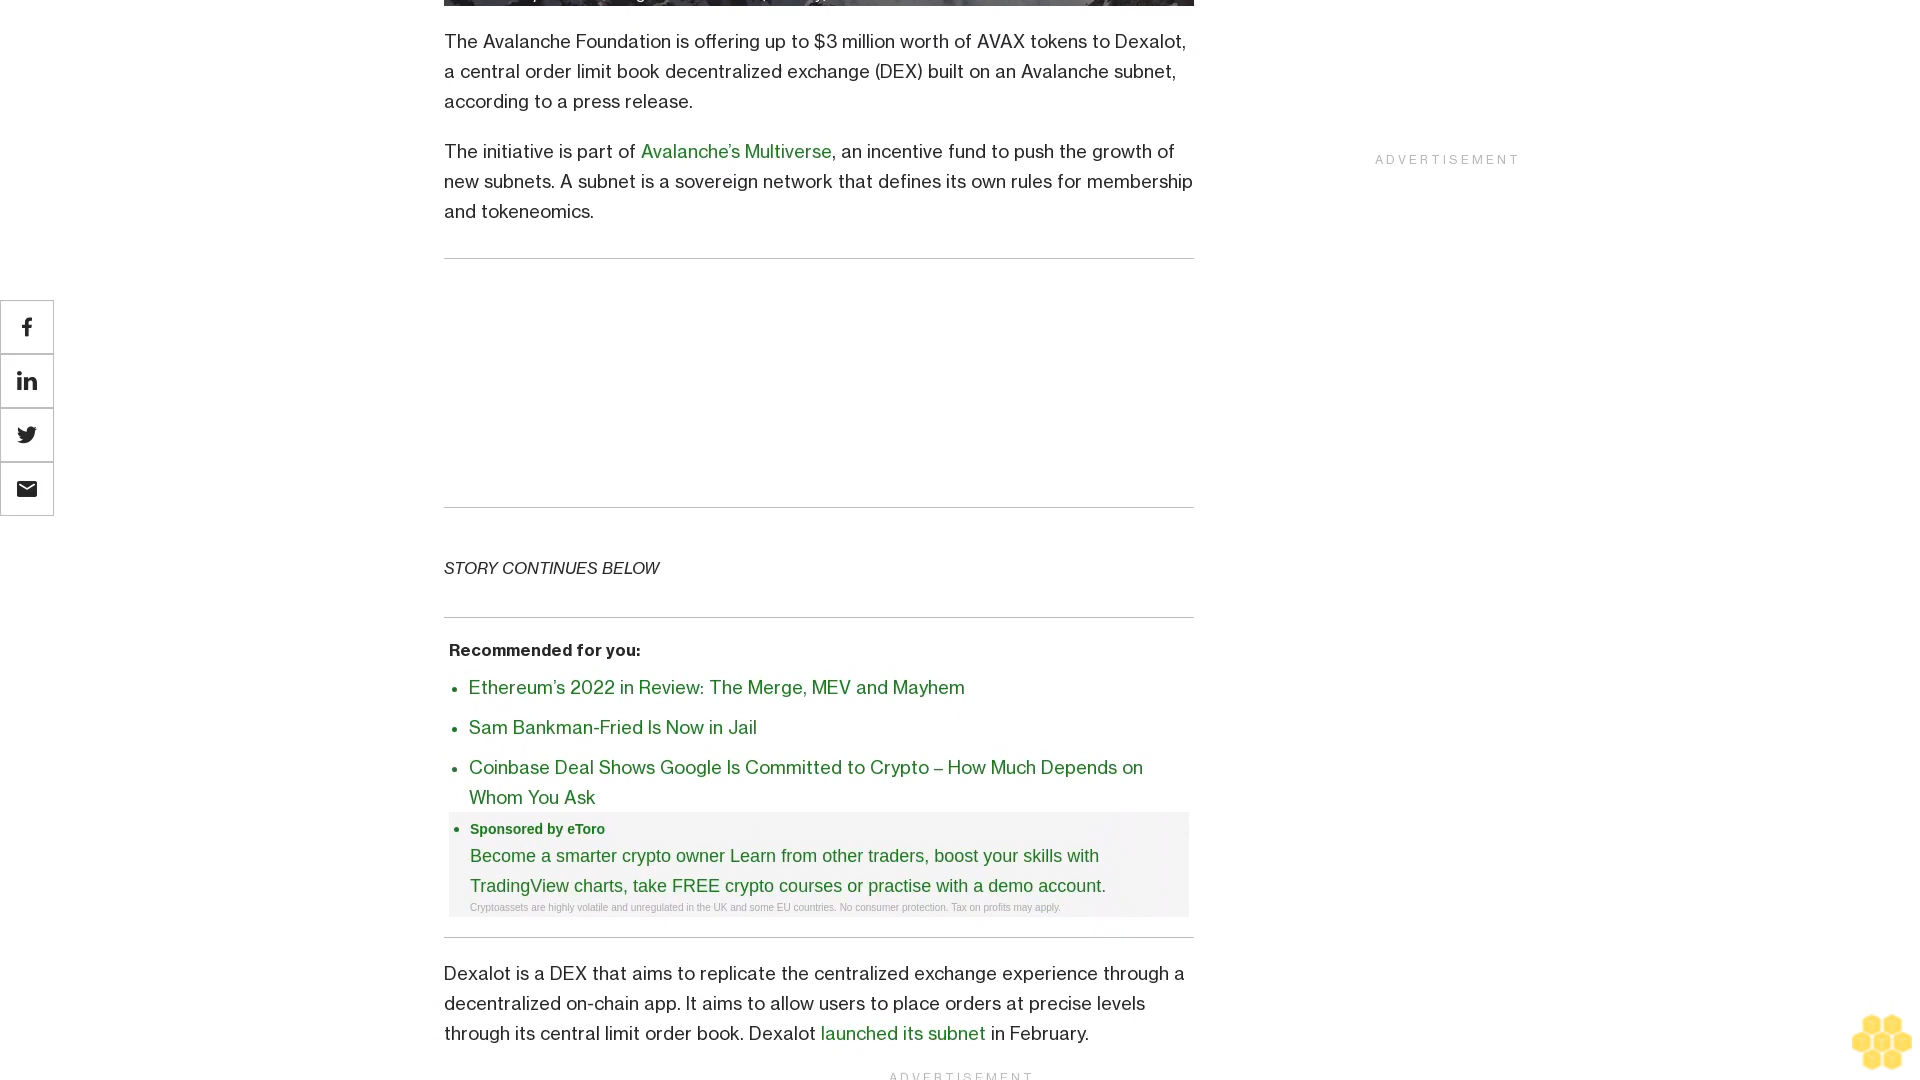 The Avalanche Foundation is offering up to $3 million worth of AVAX tokens to Dexalot,
a central order limit book decentralized exchange (DEX) built on an Avalanche subnet,
according to a press release.
The initiative is part of Avalanche’s Multiverse, an incentive fund to push the growth of
new subnets. A subnet is a sovereign network that defines its own rules for membership
and tokeneomics.
ADVERTISEMENT
STORY CONTINUES BELOW
Recommended for you:
Ethereum’s 2022 in Review: The Merge, MEV and Mayhem
Sam Bankman-Fried Is Now in Jail
Coinbase Deal Shows Google Is Committed to Crypto – How Much Depends on
Whom You Ask
Sponsored by eToro
Become a smarter crypto owner Learn from other traders, boost your skills with
TradingView charts, take FREE crypto courses or practise with a demo account.
Cryptoassets are highly volatile and unregulated in the UK and some EU countries. No consumer protection. Tax on profits may apply.
Dexalot is a DEX that aims to replicate the centralized exchange experience through a
decentralized on-chain app. It aims to allow users to place orders at precise levels
through its central limit order book. Dexalot launched its subnet in February.
ADVERTISEMENT